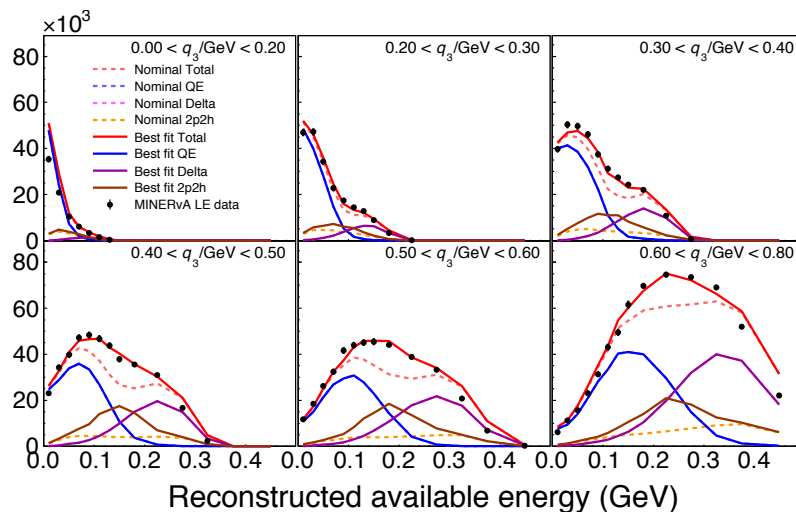 ×10³
0.00 < q₃/GeV < 0.20
0.20 < q₃/GeV < 0.30
0.30 < q₃/GeV < 0.40
80
60
40
20
0
Nominal Total
Nominal QE
Nominal Delta
Nominal 2p2h
Best fit Total
Best fit QE
Best fit Delta
Best fit 2p2h
MINERvA LE data
0.40 < q₃/GeV < 0.50
0.50 < q₃/GeV < 0.60
0.60 < q₃/GeV < 0.80
80
60
40
20
0
0.0 0.1 0.2 0.3 0.4 0.0 0.1 0.2 0.3 0.4 0.0 0.1 0.2 0.3 0.4
Reconstructed available energy (GeV)